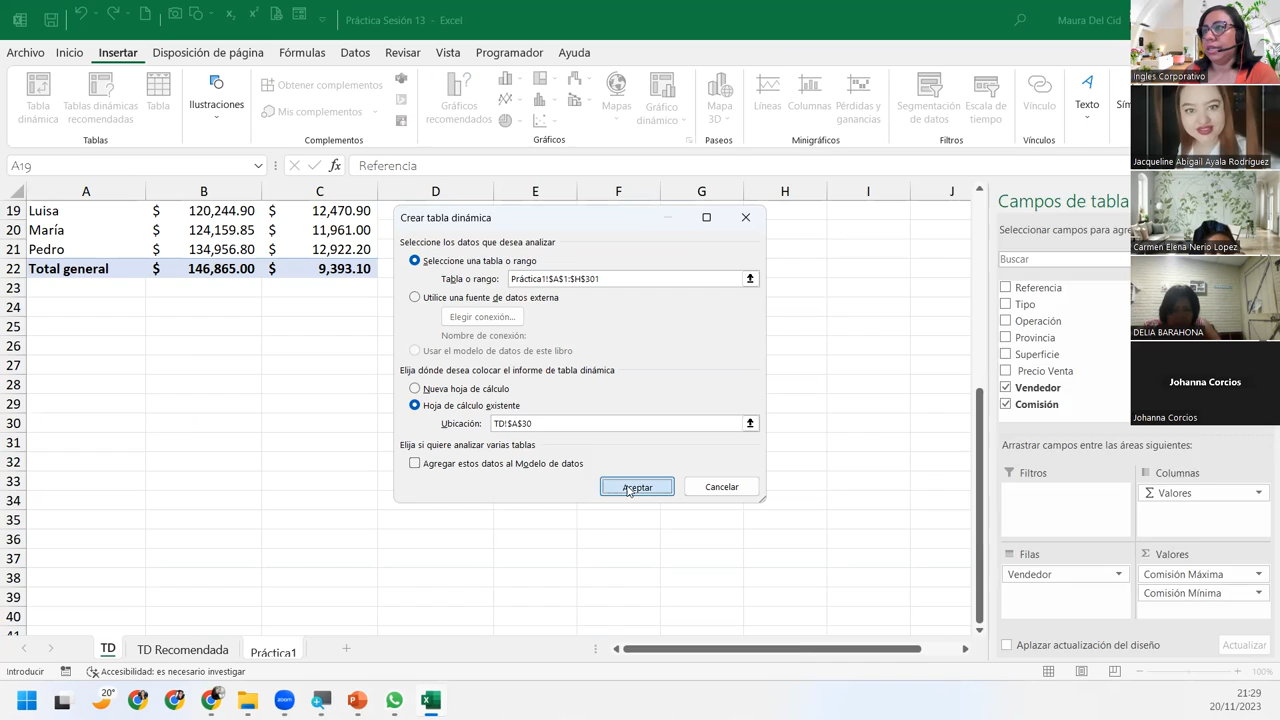 Práctica Sesión 13 - Excel
Maura Del Cid
Archivo Inicio Insertar Disposición de página Fórmulas Datos Revisar Vista Programador Ayuda
Tabla dinámica
Tablas dinámicas recomendadas
Tabla
Ilustraciones
Obtener complementos
Mis complementos
Gráficos recomendados
Mapas
Gráfico dinámico
Mapa 3D
Líneas
Columnas
Pérdidas y ganancias
Segmentación de datos
Escala de tiempo
Vínculo
Texto
Tablas Complementos Gráficos Paseos Minigráficos Filtros Vínculos
A19 fx Referencia
A B C D E F G H I J
19 Luisa $ 120,244.90 $ 12,470.90
20 María $ 124,159.85 $ 11,961.00
21 Pedro $ 134,956.80 $ 12,922.20
22 Total general $ 146,865.00 $ 9,393.10
23
24
25
26
27
28
29
30
31
32
33
34
35
36
37
38
39
40
41
Crear tabla dinámica
Seleccione los datos que desea analizar
Seleccione una tabla o rango
Tabla o rango: Práctica1!$A$1:$H$301
Utilice una fuente de datos externa
Elegir conexión...
Nombre de conexión:
Usar el modelo de datos de este libro
Elija dónde desea colocar el informe de tabla dinámica
Nueva hoja de cálculo
Hoja de cálculo existente
Ubicación: TD!$A$30
Elija si quiere analizar varias tablas
Agregar estos datos al Modelo de datos
Aceptar Cancelar
Campos de tabla
Seleccionar campos para agre
Buscar
Referencia
Tipo
Operación
Provincia
Superficie
Precio Venta
Vendedor
Comisión
Arrastrar campos entre las áreas siguientes:
Filtros Columnas
Σ Valores
Filas Σ Valores
Vendedor Comisión Máxima
Comisión Mínima
Aplazar actualización del diseño Actualizar
TD TD Recomendada Práctica1
Introducir Accesibilidad: es necesario investigar 100%
20°
zoom
21:29
20/11/2023
Ingles Corporativo
Jacqueline Abigail Ayala Rodríguez
Carmen Elena Nerio Lopez
DELIA BARAHONA
Johanna Corcios
Johanna Corcios